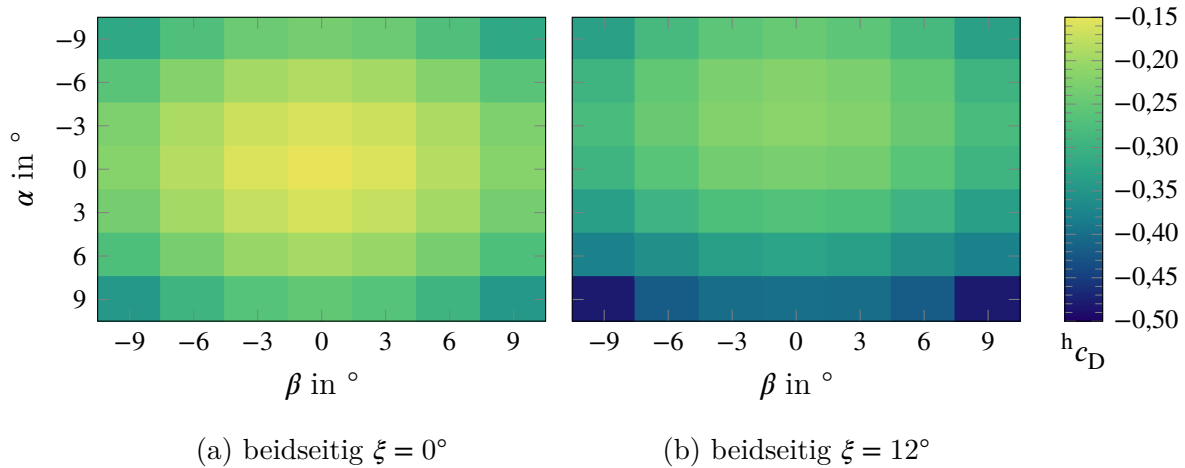 −9
−6
−3
0
3
6
9
α in °
−9 −6 −3 0 3 6 9
β in °
(a) beidseitig ξ = 0°
−9 −6 −3 0 3 6 9
β in °
(b) beidseitig ξ = 12°
−0,15
−0,20
−0,25
−0,30
−0,35
−0,40
−0,45
−0,50
ʰc_D